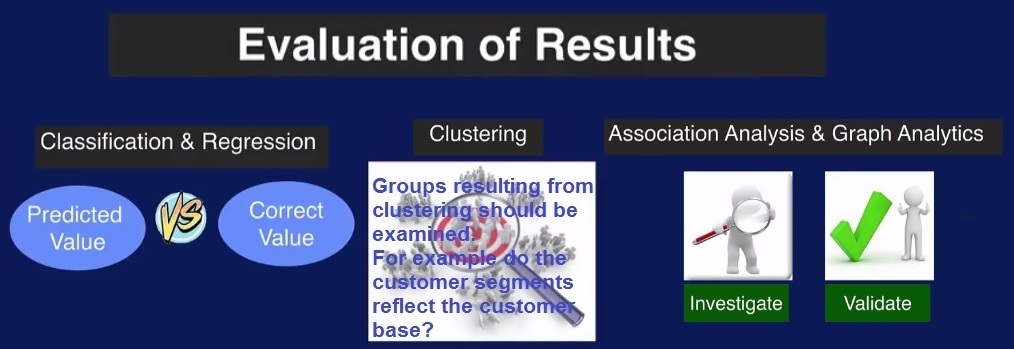 Evaluation of Results
Classification & Regression
Predicted
Value
VS
Correct
Value
Clustering
Groups resulting from
clustering should be
examined.
For example do the
customer segments
reflect the customer
base?
Association Analysis & Graph Analytics
Investigate
Validate